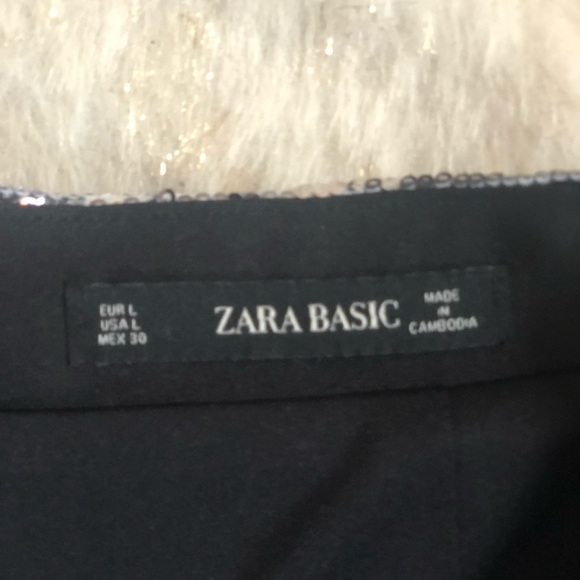 EUR L
USA L
MEX 30
ZARA BASIC
MADE
IN
CAMBODIA